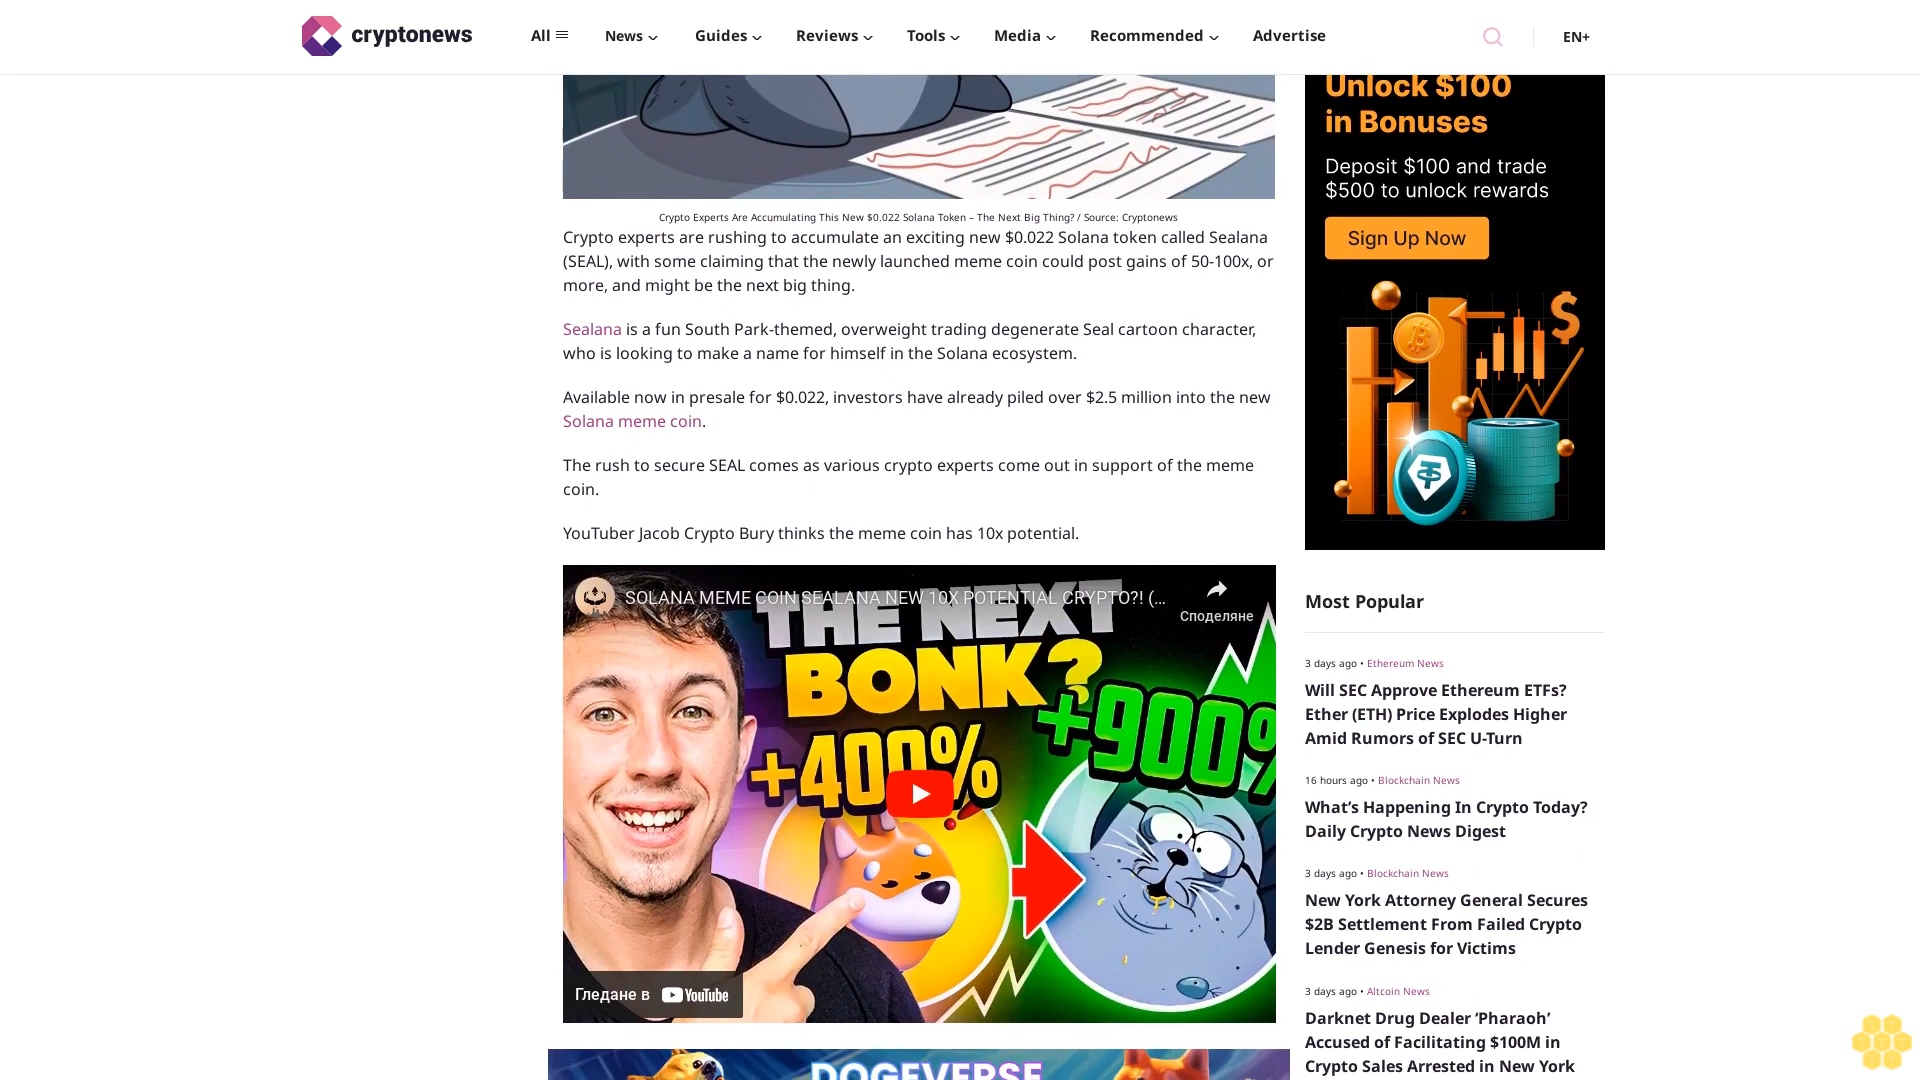 cryptonews
All
News
Guides
Reviews
Tools
Media
Recommended
Advertise
EN+
Unlock $100
in Bonuses
Deposit $100 and trade
$500 to unlock rewards
Sign Up Now
Crypto Experts Are Accumulating This New $0.022 Solana Token – The Next Big Thing? / Source: Cryptonews
Crypto experts are rushing to accumulate an exciting new $0.022 Solana token called Sealana
(SEAL), with some claiming that the newly launched meme coin could post gains of 50-100x, or
more, and might be the next big thing.
Sealana is a fun South Park-themed, overweight trading degenerate Seal cartoon character,
who is looking to make a name for himself in the Solana ecosystem.
Available now in presale for $0.022, investors have already piled over $2.5 million into the new
Solana meme coin.
The rush to secure SEAL comes as various crypto experts come out in support of the meme
coin.
YouTuber Jacob Crypto Bury thinks the meme coin has 10x potential.
SOLANA MEME COIN SEALANA NEW 10X POTENTIAL CRYPTO?! (...
Споделяне
THE NEXT
BONK?
+400%
+900%
Гледане в YouTube
DOGEVERSE
Most Popular
3 days ago • Ethereum News
Will SEC Approve Ethereum ETFs?
Ether (ETH) Price Explodes Higher
Amid Rumors of SEC U-Turn
16 hours ago • Blockchain News
What’s Happening In Crypto Today?
Daily Crypto News Digest
3 days ago • Blockchain News
New York Attorney General Secures
$2B Settlement From Failed Crypto
Lender Genesis for Victims
3 days ago • Altcoin News
Darknet Drug Dealer ‘Pharaoh’
Accused of Facilitating $100M in
Crypto Sales Arrested in New York